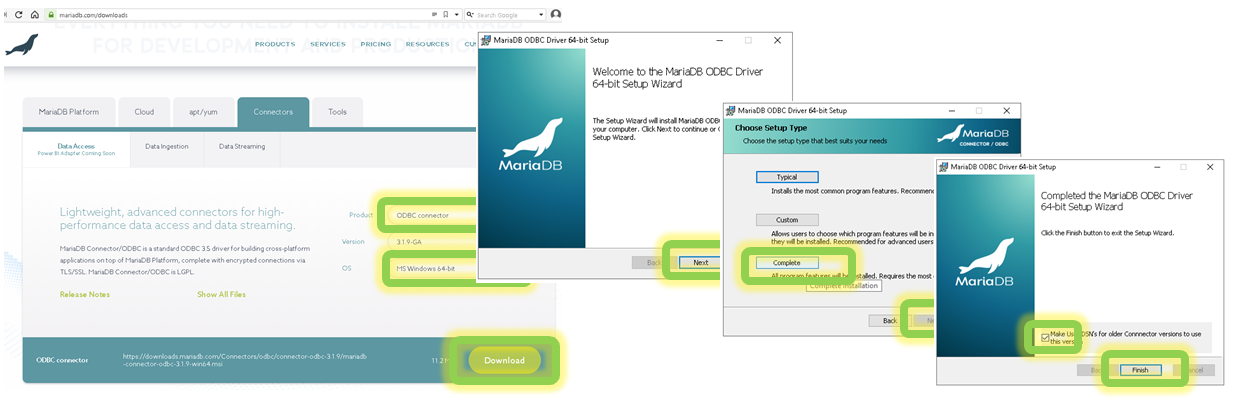 mariadb.com/downloads
Search Google
EVERYTHING YOU NEED TO INSTALL MARIADB
FOR DEVELOPMENT AND PRODUCTION
PRODUCTS SERVICES PRICING RESOURCES
MariaDB Platform Cloud apt/yum Connectors Tools
Data Access Data Ingestion Data Streaming
Power BI Adapter Coming Soon
Lightweight, advanced connectors for high-
performance data access and data streaming.
MariaDB Connector/ODBC is a standard ODBC 3.5 driver for building cross-platform
applications on top of MariaDB Platform, complete with encrypted connections via
TLS/SSL. MariaDB Connector/ODBC is LGPL.
Release Notes Show All Files
Product ODBC connector
Version 3.1.9-GA
OS MS Windows 64-bit
ODBC connector
https://downloads.mariadb.com/Connectors/odbc/connector-odbc-3.1.9/mariadb
-connector-odbc-3.1.9-win64.msi
11.2
Download
MariaDB ODBC Driver 64-bit Setup
Welcome to the MariaDB ODBC Driver
64-bit Setup Wizard
The Setup Wizard will install MariaDB
your computer. Click Next to continue or
Setup Wizard.
MariaDB
Back Next
MariaDB ODBC Driver 64-bit Setup
Choose Setup Type
Choose the setup type that best suits your needs
MariaDB
CONNECTOR / ODBC
Typical
Installs the most common program features.
Custom
Allows users to choose which program features will be
they will be installed. Recommended for advanced users
Complete
All program features will be installed. Requires the most
Complete Installation
Back
MariaDB ODBC Driver 64-bit Setup
Completed the MariaDB ODBC Driver
64-bit Setup Wizard
Click the Finish button to exit the Setup Wizard.
MariaDB
Make User DSN's for older Connnector versions to use
this version
Finish